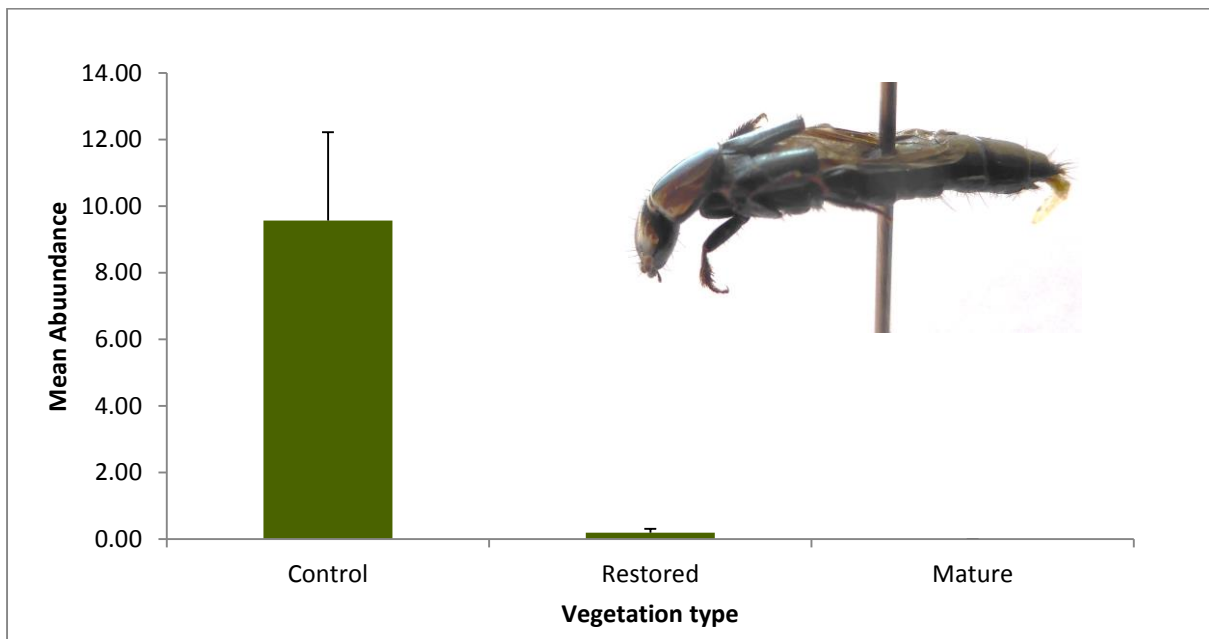 14.00
12.00
10.00
8.00
6.00
4.00
2.00
0.00
Mean Abuundance
Control Restored Mature
Vegetation type